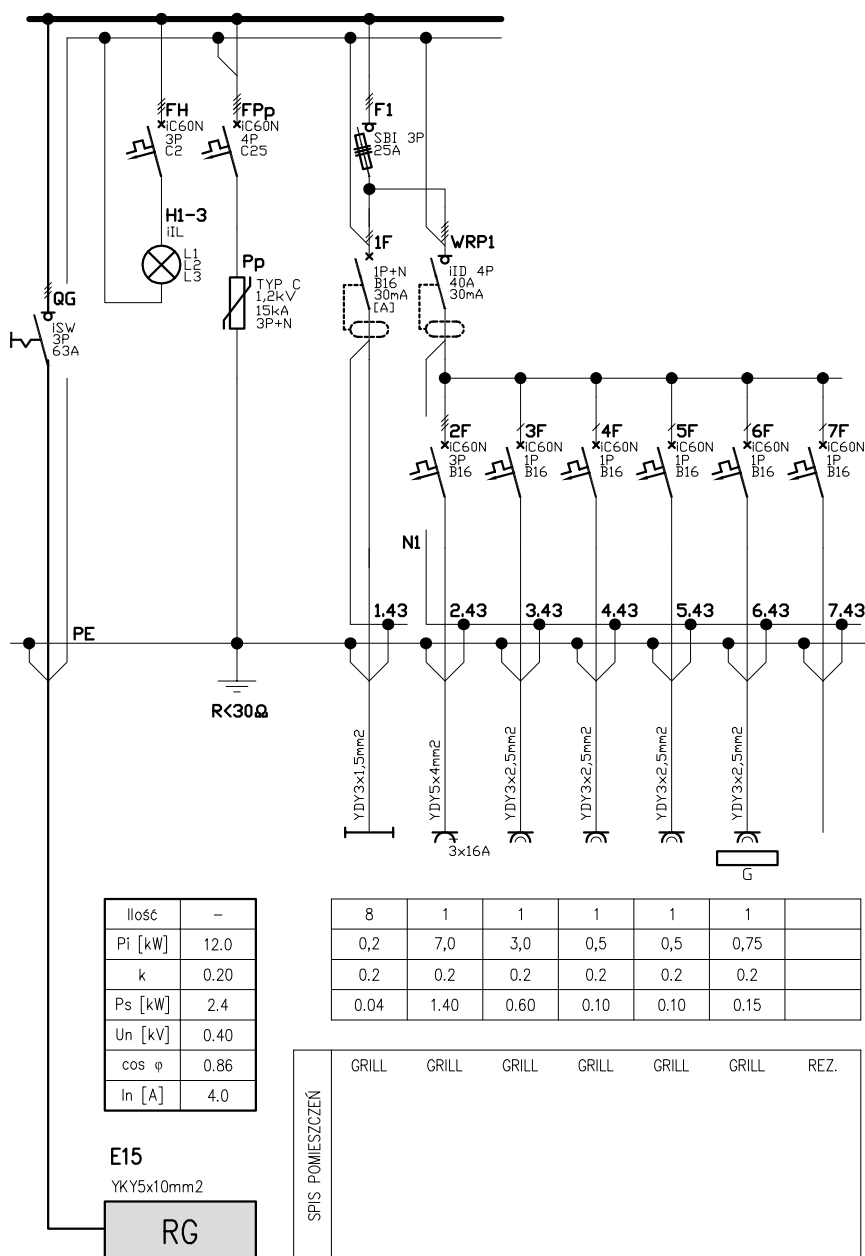 FH
iC60N
3P
C2
FPp
iC60N
4P
C25
F1
SBI 3P
25A
H1-3
iIL
L1
L2
L3
1F
1P+N
B16
30mA
[A]
WRP1
iID 4P
40A
30mA
Pp
TYP C
1,2kV
15kA
3P+N
QG
iSW
3P
63A
2F
iC60N
3P
B16
3F
iC60N
1P
B16
4F
iC60N
1P
B16
5F
iC60N
1P
B16
6F
iC60N
1P
B16
7F
iC60N
1P
B16
N1
1.43 2.43 3.43 4.43 5.43 6.43 7.43
PE
R<30Ω
YDY3x1,5mm2
YDY5x4mm2
YDY3x2,5mm2
YDY3x2,5mm2
YDY3x2,5mm2
YDY3x2,5mm2
3x16A
G
Ilość –
Pi [kW] 12.0
k 0.20
Ps [kW] 2.4
Un [kV] 0.40
cos φ 0.86
In [A] 4.0
8 1 1 1 1 1
0,2 7,0 3,0 0,5 0,5 0,75
0.2 0.2 0.2 0.2 0.2 0.2
0.04 1.40 0.60 0.10 0.10 0.15
SPIS POMIESZCZEŃ
GRILL GRILL GRILL GRILL GRILL GRILL REZ.
E15
YKY5x10mm2
RG